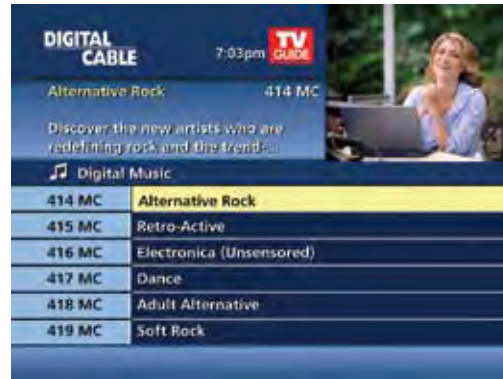 DIGITAL
CABLE
7:03pm
TV
GUIDE
Alternative Rock 414 MC
Discover the new artists who are
redefining rock and the trend-...
Digital Music
414 MC Alternative Rock
415 MC Retro-Active
416 MC Electronica (Unsensored)
417 MC Dance
418 MC Adult Alternative
419 MC Soft Rock